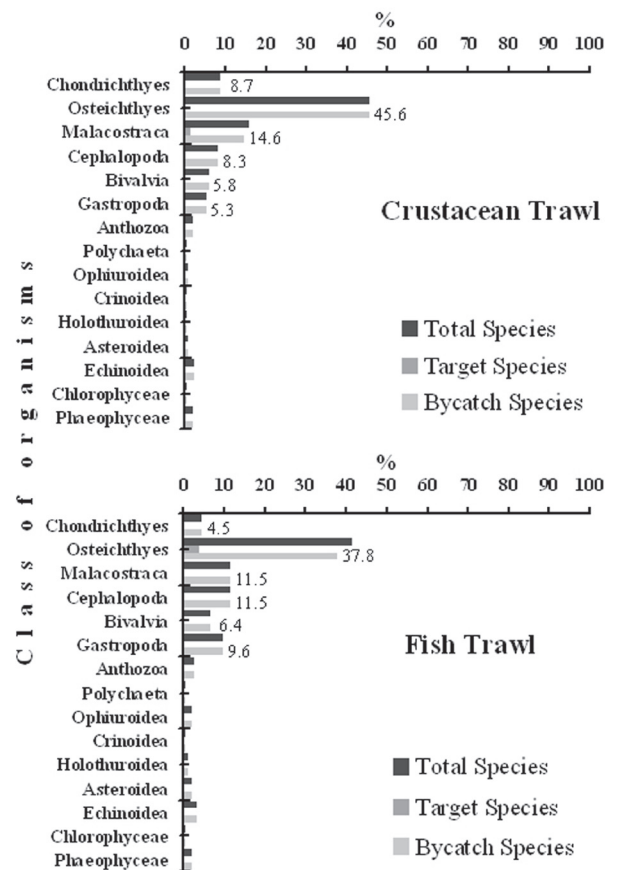 %
0 10 20 30 40 50 60 70 80 90 100
Chondrichthyes 8.7
Osteichthyes 45.6
Malacostraca 14.6
Cephalopoda 8.3
Bivalvia 5.8
Gastropoda 5.3
Anthozoa
Polychaeta
Ophiuroidea
Crinoidea
Holothuroidea
Asteroidea
Echinoidea
Chlorophyceae
Phaeophyceae
Crustacean Trawl
Total Species
Target Species
Bycatch Species
Class of organisms
%
0 10 20 30 40 50 60 70 80 90 100
Chondrichthyes 4.5
Osteichthyes 37.8
Malacostraca 11.5
Cephalopoda 11.5
Bivalvia 6.4
Gastropoda 9.6
Anthozoa
Polychaeta
Ophiuroidea
Crinoidea
Holothuroidea
Asteroidea
Echinoidea
Chlorophyceae
Phaeophyceae
Fish Trawl
Total Species
Target Species
Bycatch Species